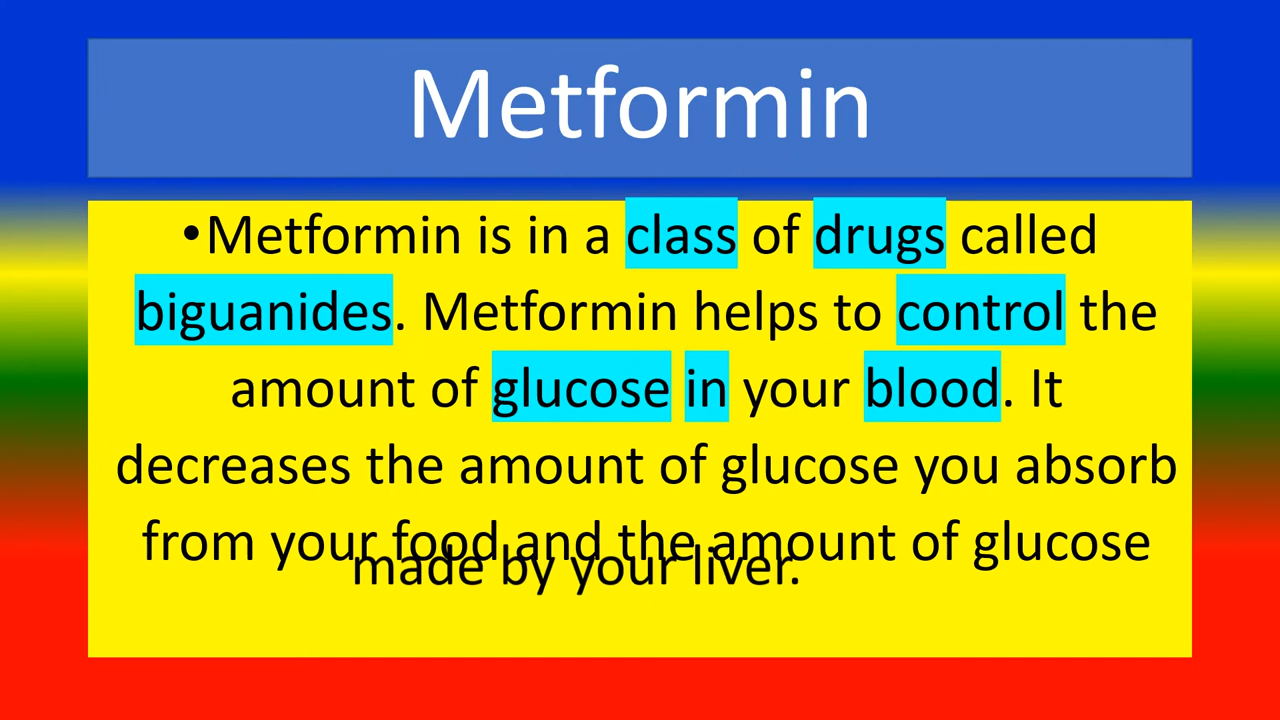 Metformin
•Metformin is in a class of drugs called
biguanides. Metformin helps to control the
amount of glucose in your blood. It
decreases the amount of glucose you absorb
from your food and the amount of glucose
made by your liver.